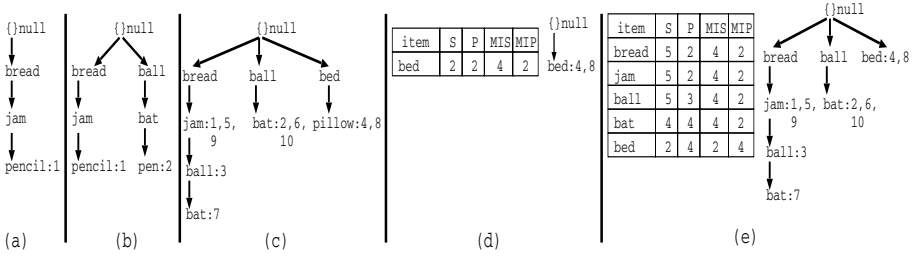 {}null
bread
jam
pencil:1
(a)
{}null
bread ball
jam bat
pencil:1 pen:2
(b)
{}null
bread ball bed
jam:1,5, bat:2,6, pillow:4,8
9 10
ball:3
bat:7
(c)
item S P MIS MIP
bed 2 2 4 2
{}null
bed:4,8
(d)
item S P MIS MIP
bread 5 2 4 2
jam 5 2 4 2
ball 5 3 4 2
bat 4 4 4 2
bed 2 4 2 4
{}null
bread ball bed:4,8
jam:1,5, bat:2,6,
9 10
ball:3
bat:7
(e)